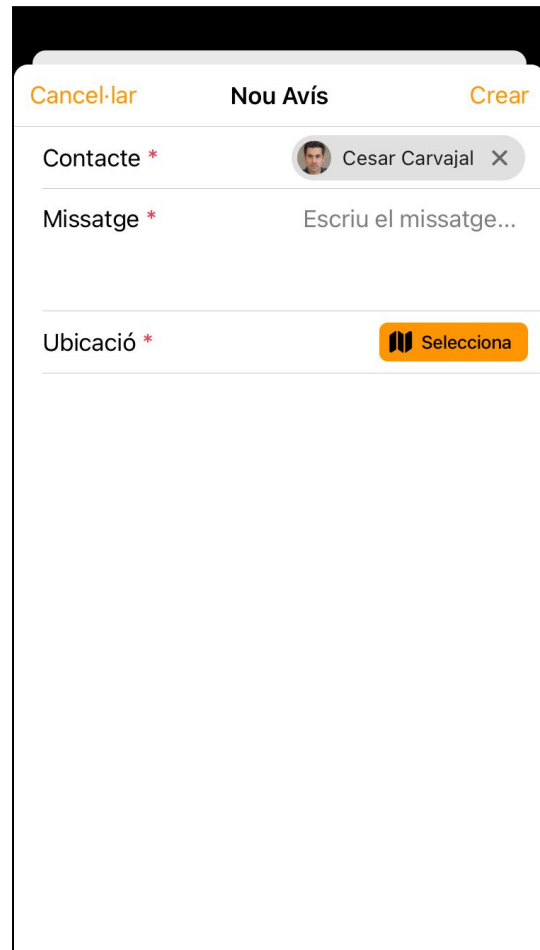 Cancel·lar Nou Avís Crear
Contacte * Cesar Carvajal
Missatge * Escriu el missatge...
Ubicació * Selecciona